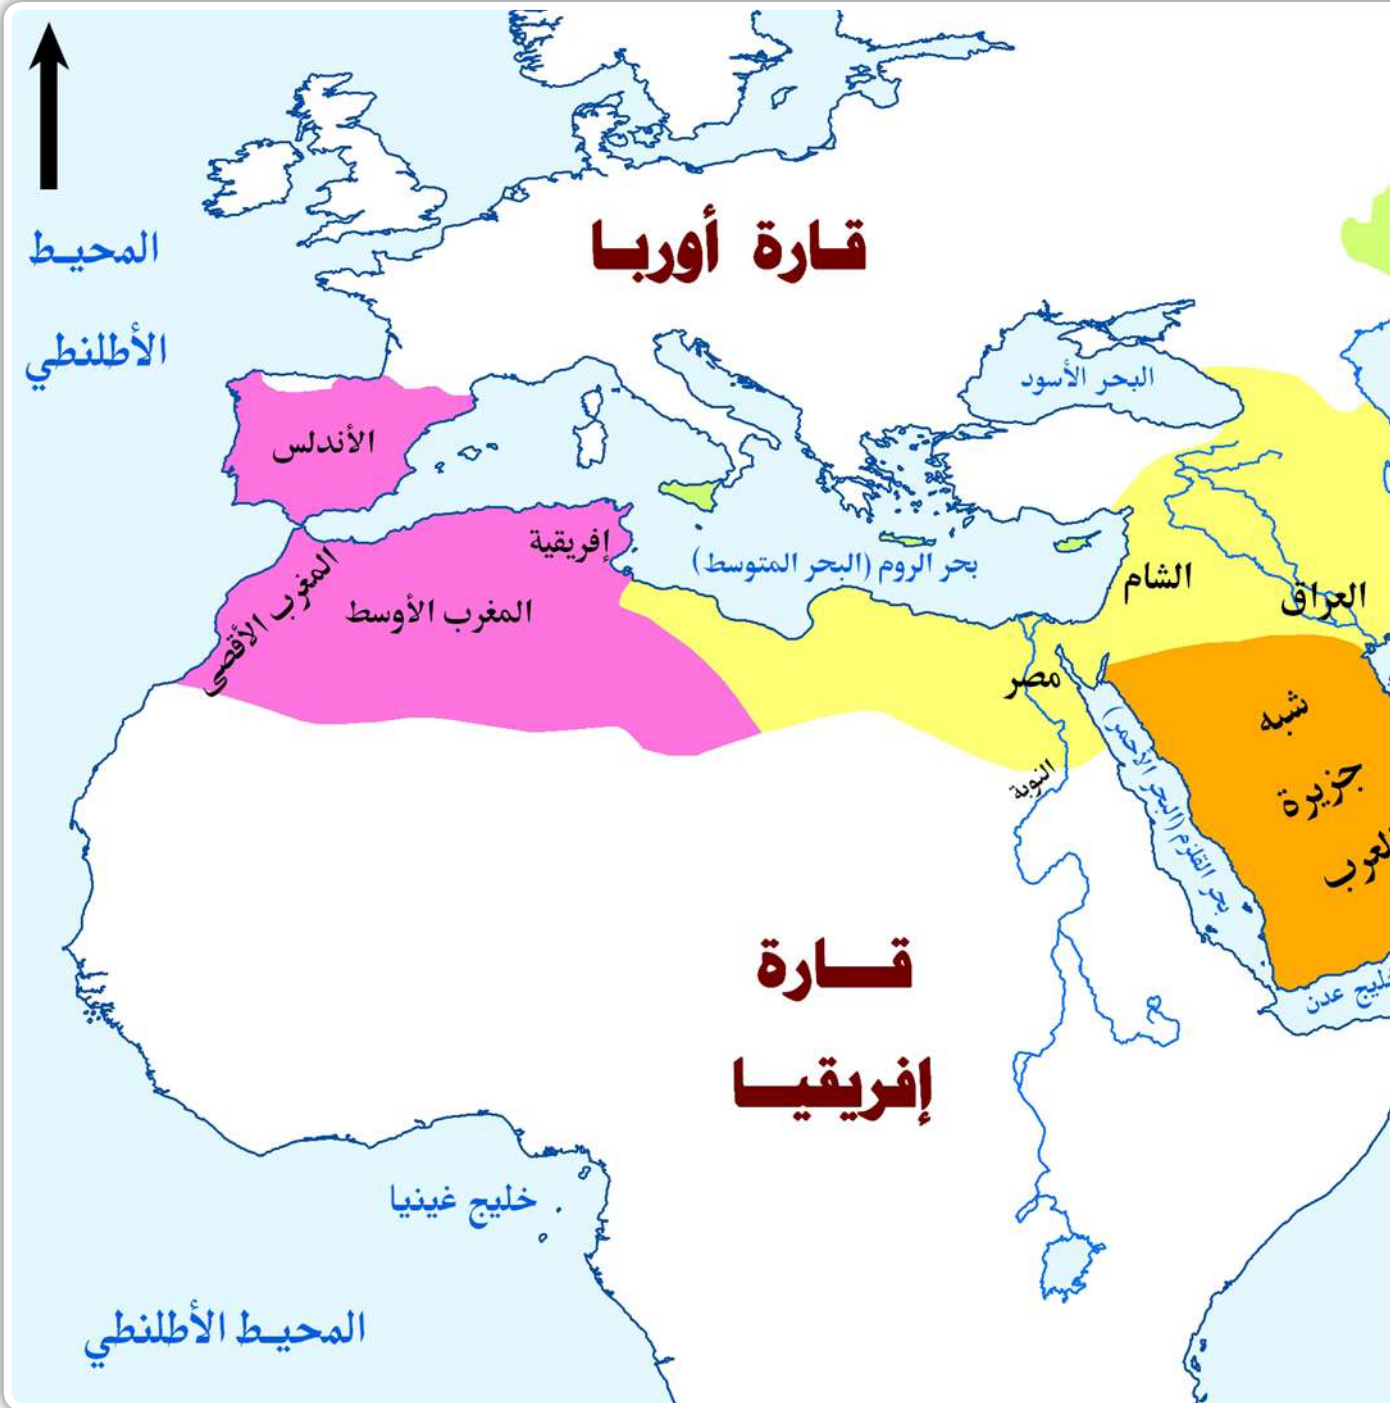 المحيط
الأطلنطي
قارة أوربا
البحر الأسود
الأندلس
إفريقية
بحر الروم (البحر المتوسط)
الشام
العراق
المغرب الأقصى
المغرب الأوسط
مصر
النوبة
بحر القلزم (البحر الأحمر)
شبه
جزيرة
العرب
خليج عدن
قارة
إفريقيا
خليج غينيا
المحيط الأطلنطي